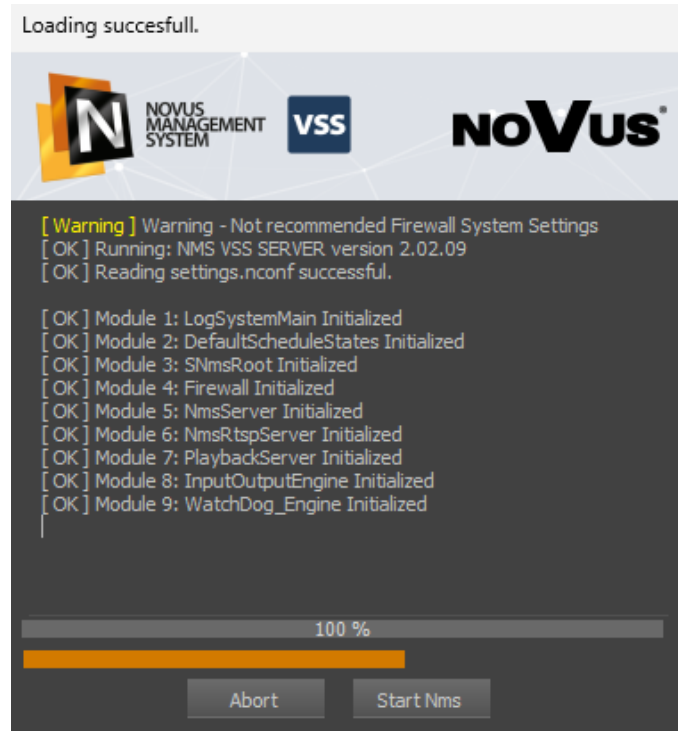 Loading succesfull.
NOVUS
MANAGEMENT
SYSTEM
VSS
NOVUS
[ Warning ] Warning - Not recommended Firewall System Settings
[ OK ] Running: NMS VSS SERVER version 2.02.09
[ OK ] Reading settings.nconf successful.
[ OK ] Module 1: LogSystemMain Initialized
[ OK ] Module 2: DefaultScheduleStates Initialized
[ OK ] Module 3: SNmsRoot Initialized
[ OK ] Module 4: Firewall Initialized
[ OK ] Module 5: NmsServer Initialized
[ OK ] Module 6: NmsRtspServer Initialized
[ OK ] Module 7: PlaybackServer Initialized
[ OK ] Module 8: InputOutputEngine Initialized
[ OK ] Module 9: WatchDog_Engine Initialized
100 %
Abort Start Nms